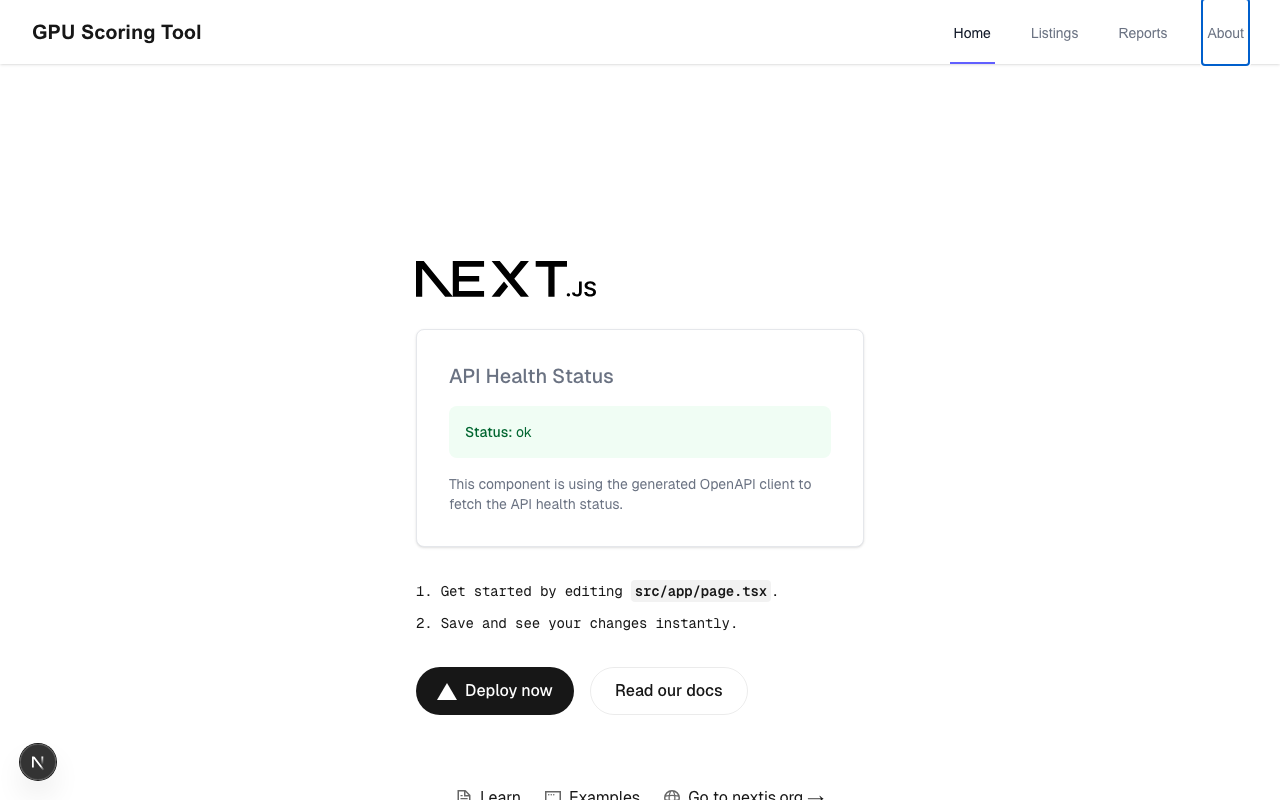 GPU Scoring Tool
Home
Listings
Reports
About
NEXT.JS
API Health Status
Status: ok
This component is using the generated OpenAPI client to
fetch the API health status.
1. Get started by editing src/app/page.tsx.
2. Save and see your changes instantly.
Deploy now
Read our docs
N
Learn
Examples
Go to nextjs.org →